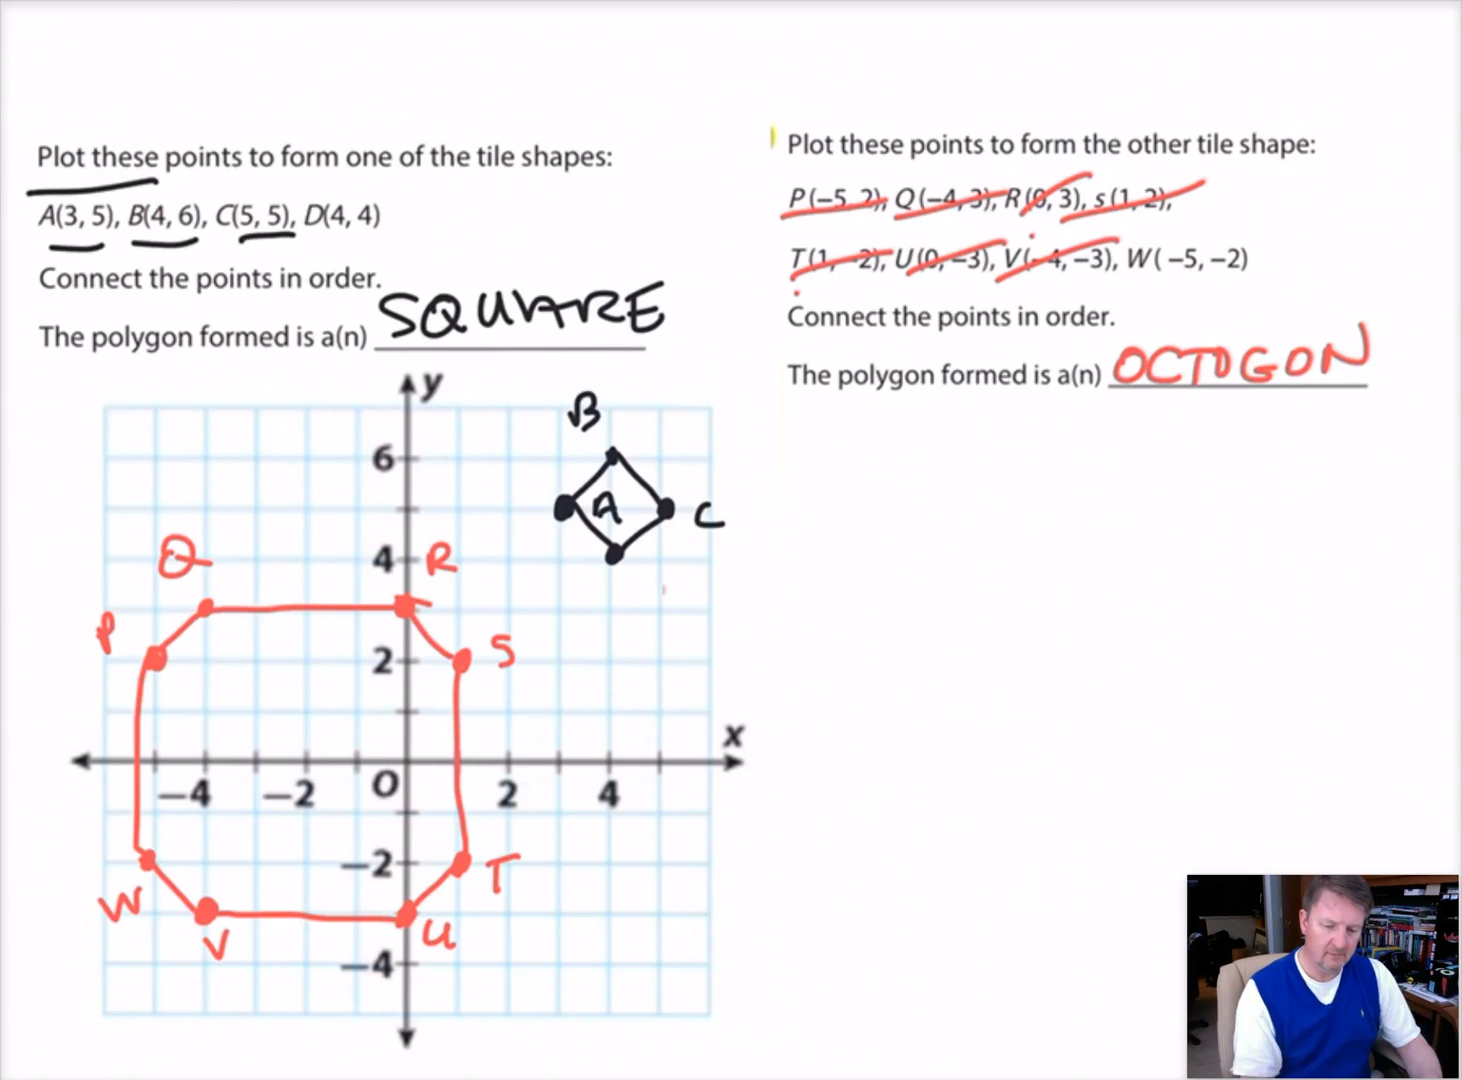 Plot these points to form one of the tile shapes:
A(3, 5), B(4, 6), C(5, 5), D(4, 4)
Connect the points in order.
The polygon formed is a(n) SQUARE
Plot these points to form the other tile shape:
P(−5, 2), Q(−4, 3), R(0, 3), s(1, 2),
T(1, −2), U(0, −3), V(−4, −3), W(−5, −2)
Connect the points in order.
The polygon formed is a(n) OCTOGON
y
B
6
A
C
Q
4
R
P
2
S
x
−4
−2
O
2
4
−2
T
W
V
U
−4